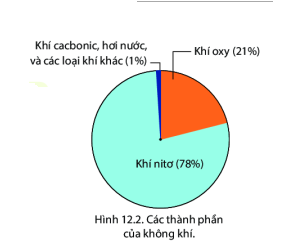 Khí cacbonic, hơi nước,
và các loại khí khác (1%)
Khí oxy (21%)
Khí nitơ (78%)
Hình 12.2. Các thành phần
của không khí.